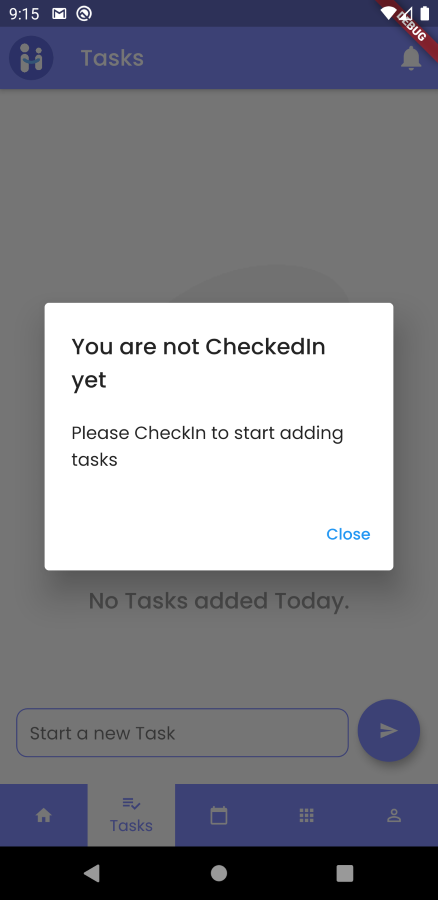 9:15
DEBUG
Tasks
You are not CheckedIn
yet
Please CheckIn to start adding
tasks
Close
No Tasks added Today.
Start a new Task
Tasks